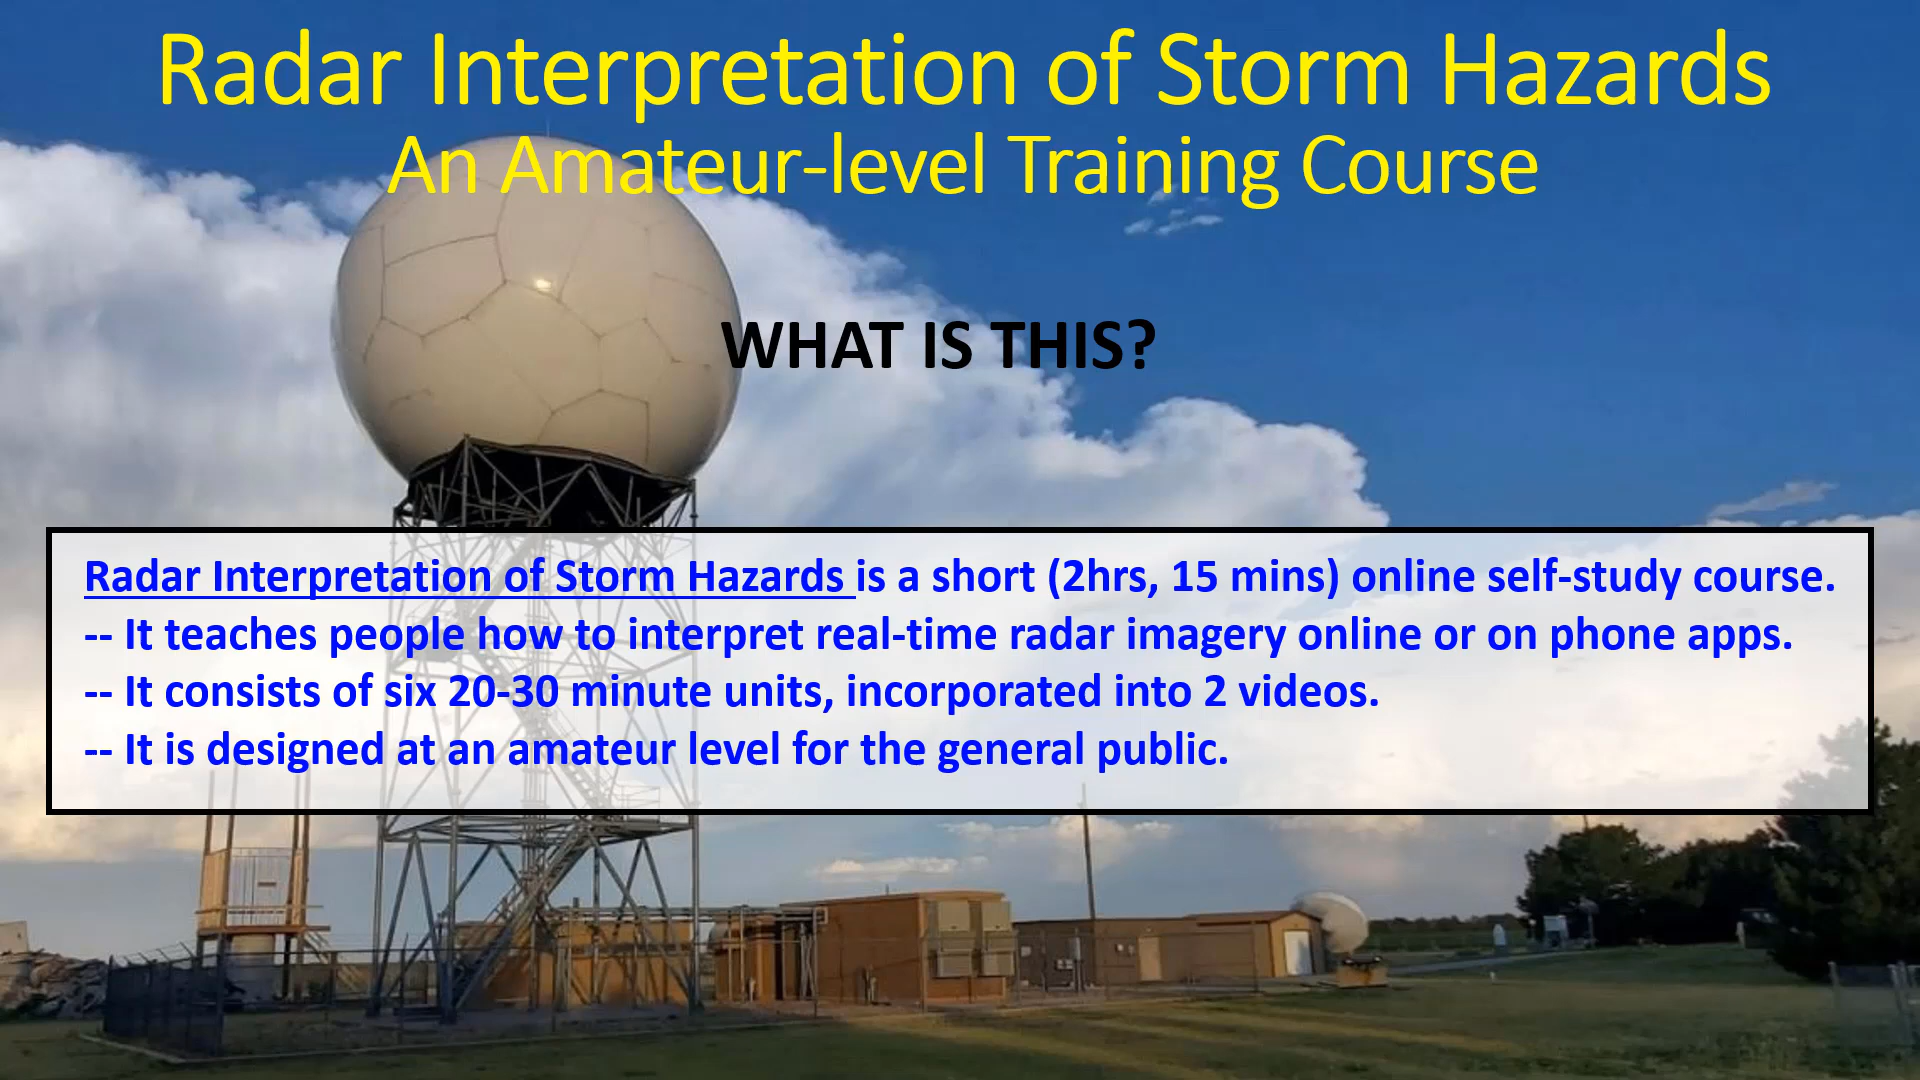 Radar Interpretation of Storm Hazards
An Amateur-level Training Course
WHAT IS THIS?
Radar Interpretation of Storm Hazards is a short (2hrs, 15 mins) online self-study course.
-- It teaches people how to interpret real-time radar imagery online or on phone apps.
-- It consists of six 20-30 minute units, incorporated into 2 videos.
-- It is designed at an amateur level for the general public.